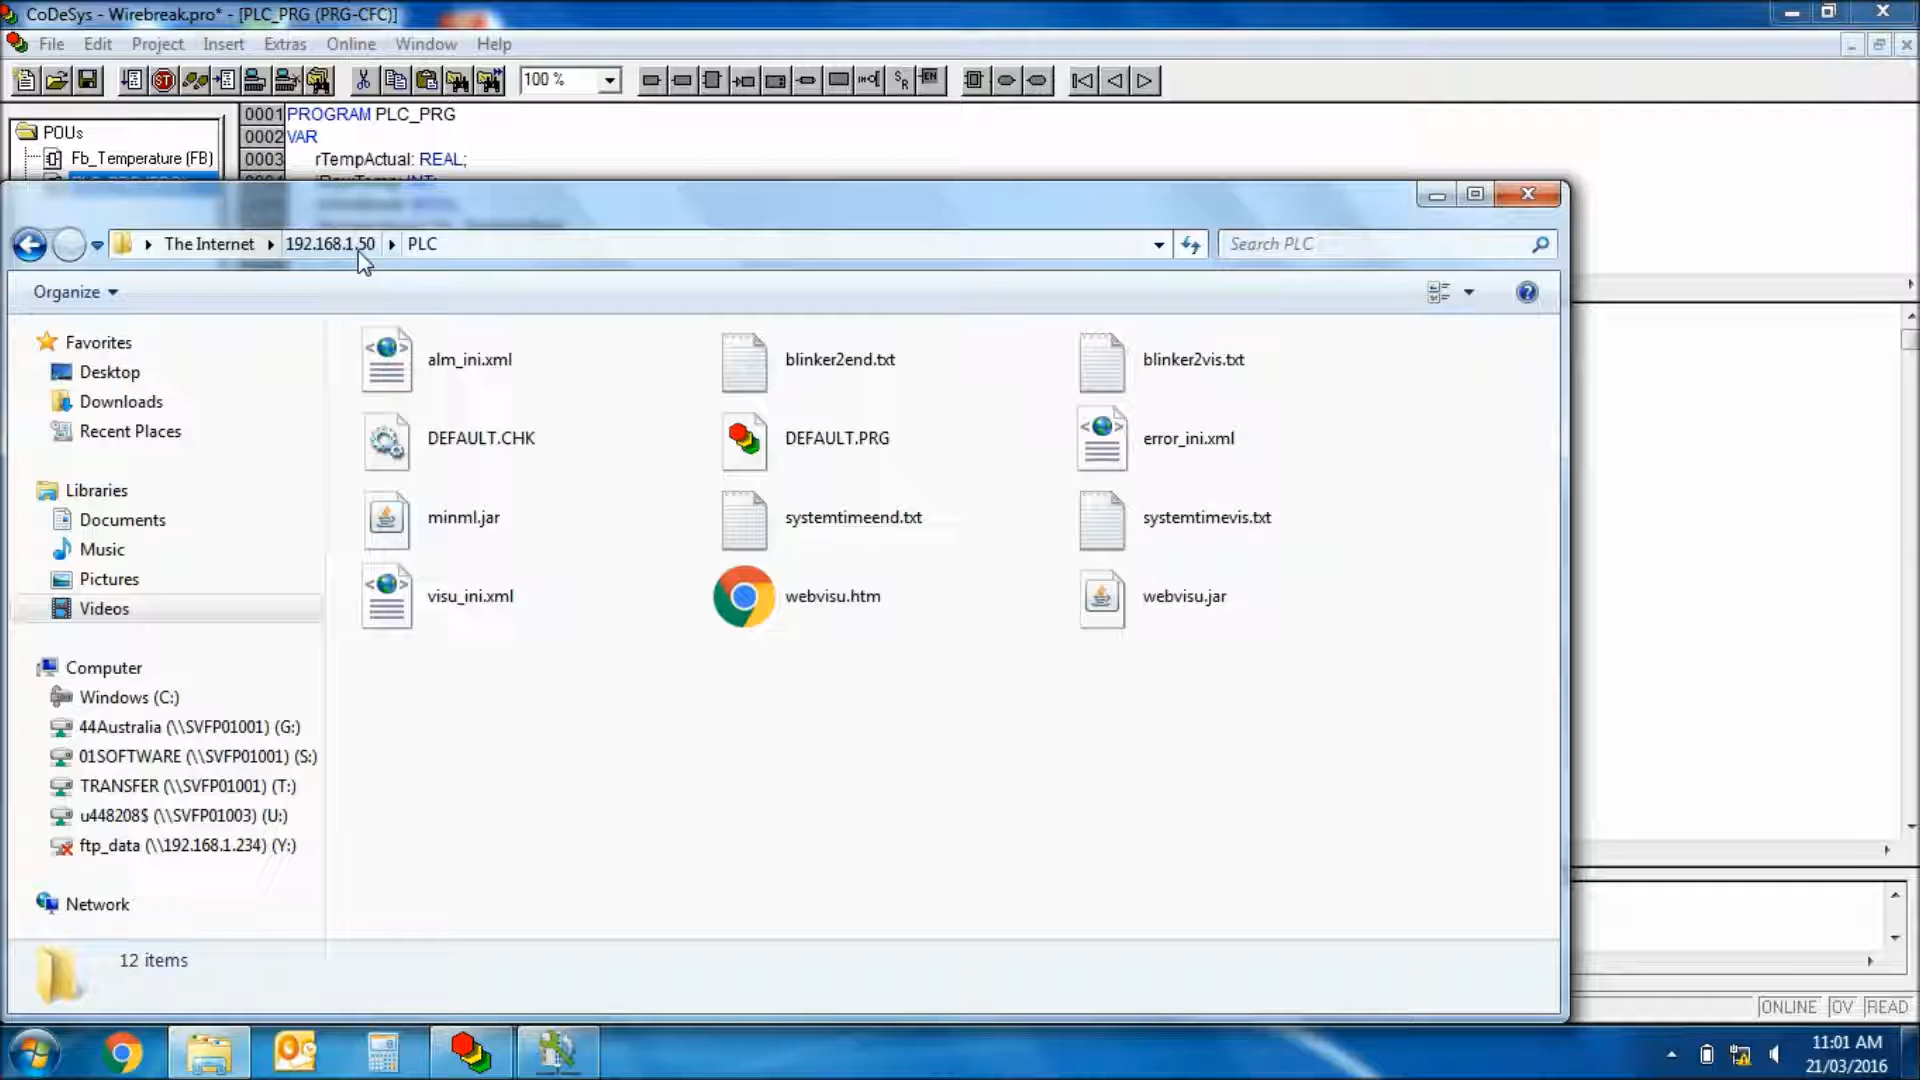 CoDeSys - Wirebreak.pro* - [PLC_PRG (PRG-CFC)]
File Edit Project Insert Extras Online Window Help
100 %
POUs
Fb_Temperature (FB)
0001 PROGRAM PLC_PRG
0002 VAR
0003 rTempActual: REAL;
The Internet 192.168.1.50 PLC
Search PLC
Organize
Favorites
Desktop
Downloads
Recent Places
Libraries
Documents
Music
Pictures
Videos
Computer
Windows (C:)
44Australia (\\SVFP01001) (G:)
01SOFTWARE (\\SVFP01001) (S:)
TRANSFER (\\SVFP01001) (T:)
u448208$ (\\SVFP01003) (U:)
ftp_data (\\192.168.1.234) (Y:)
Network
alm_ini.xml
blinker2end.txt
blinker2vis.txt
DEFAULT.CHK
DEFAULT.PRG
error_ini.xml
minml.jar
systemtimeend.txt
systemtimevis.txt
visu_ini.xml
webvisu.htm
webvisu.jar
12 items
ONLINE OV READ
11:01 AM
21/03/2016